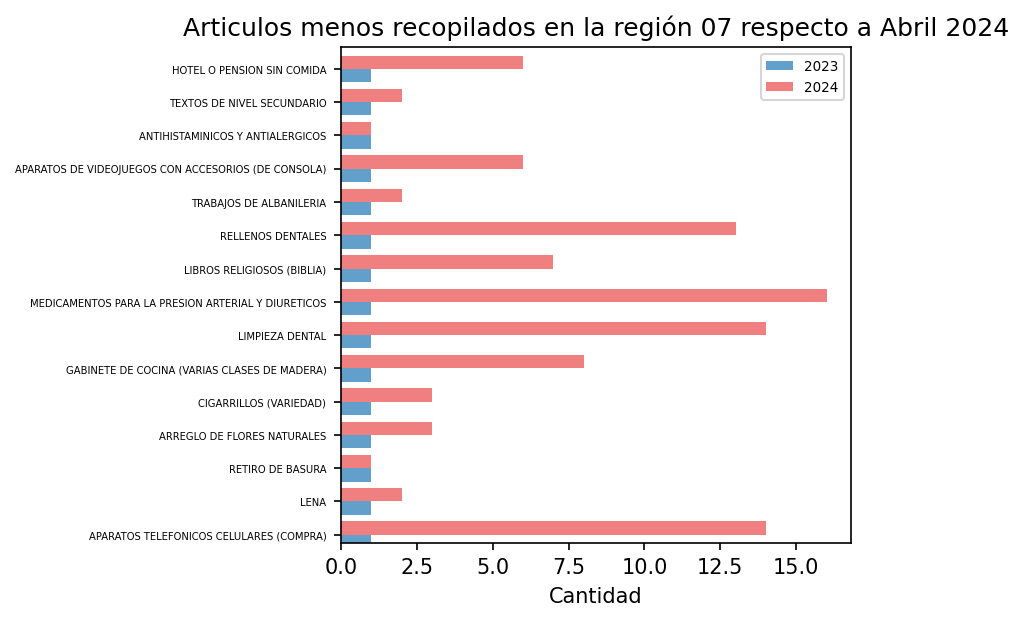 Articulos menos recopilados en la región 07 respecto a Abril 2024
2023
2024
HOTEL O PENSION SIN COMIDA
TEXTOS DE NIVEL SECUNDARIO
ANTIHISTAMINICOS Y ANTIALERGICOS
APARATOS DE VIDEOJUEGOS CON ACCESORIOS (DE CONSOLA)
TRABAJOS DE ALBANILERIA
RELLENOS DENTALES
LIBROS RELIGIOSOS (BIBLIA)
MEDICAMENTOS PARA LA PRESION ARTERIAL Y DIURETICOS
LIMPIEZA DENTAL
GABINETE DE COCINA (VARIAS CLASES DE MADERA)
CIGARRILLOS (VARIEDAD)
ARREGLO DE FLORES NATURALES
RETIRO DE BASURA
LENA
APARATOS TELEFONICOS CELULARES (COMPRA)
0.0 2.5 5.0 7.5 10.0 12.5 15.0
Cantidad